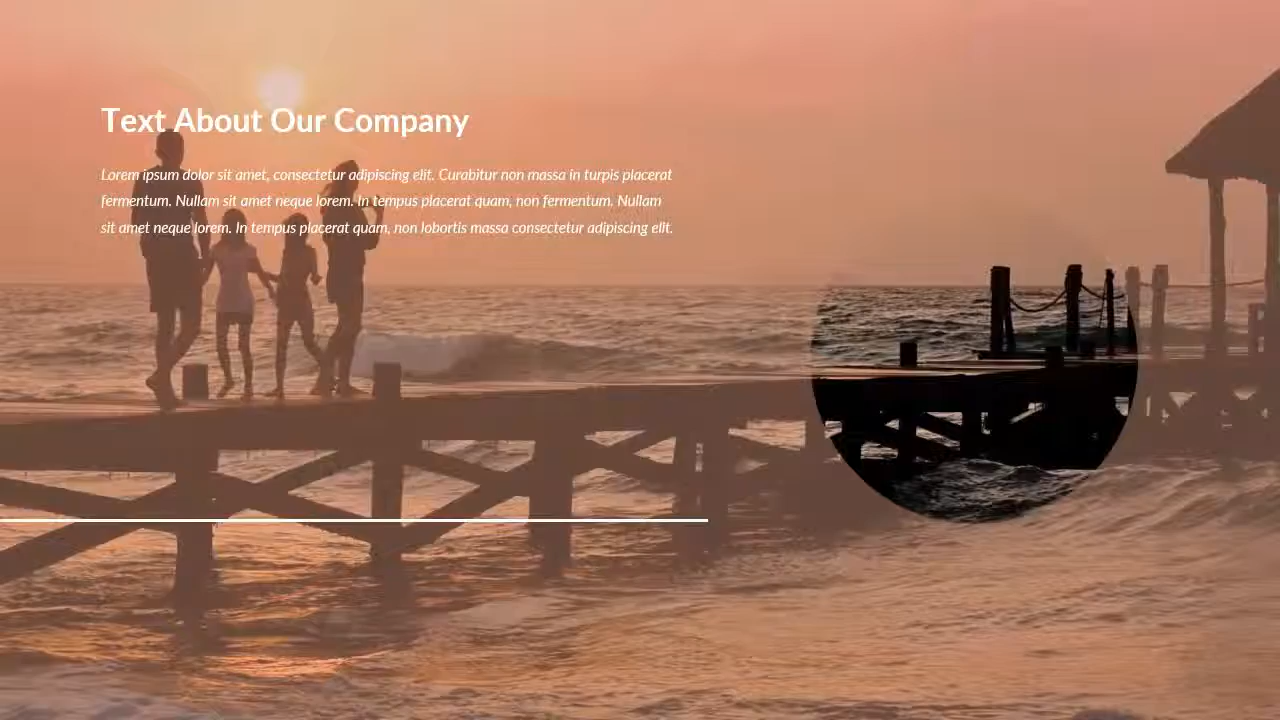 Text About Our Company
Lorem ipsum dolor sit amet, consectetur adipiscing elit. Curabitur non massa in turpis placerat
fermentum. Nullam sit amet neque lorem. In tempus placerat quam, non fermentum. Nullam
sit amet neque lorem. In tempus placerat quam, non lobortis massa consectetur adipiscing elit.